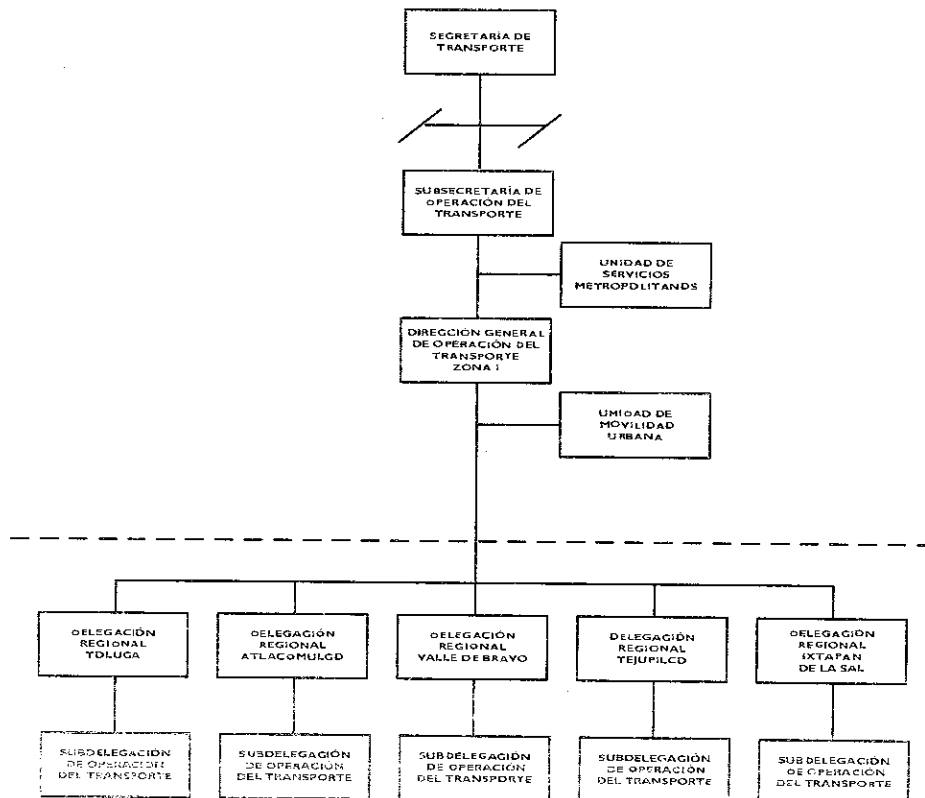 SEGRETARÍA DE
TRANSPORTE
SUBSECRETARÍA DE
OPERACIÓN DEL
TRANSPORTE
UNIDAD DE
SERVICIOS
METROPOLITANOS
DIRECCIÓN GENERAL
DE OPERACIÓN DEL
TRANSPORTE
ZONA I
UNIDAD DE
MOVILIDAD
URBANA
DELEGACIÓN
REGIONAL
TOLUCA
DELEGACIÓN
REGIONAL
ATLACOMULCO
DELEGACIÓN
REGIONAL
VALLE DE BRAVO
DELEGACIÓN
REGIONAL
TEJUPILCO
DELEGACIÓN
REGIONAL
IXTAPAN
DE LA SAL
SUBDELEGACIÓN
DE OPERACIÓN
DEL TRANSPORTE
SUBDELEGACIÓN
DE OPERACIÓN
DEL TRANSPORTE
SUBDELEGACIÓN
DE OPERACIÓN
DEL TRANSPORTE
SUBDELEGACIÓN
DE OPERACIÓN
DEL TRANSPORTE
SUBDELEGACIÓN
DE OPERACIÓN
DEL TRANSPORTE